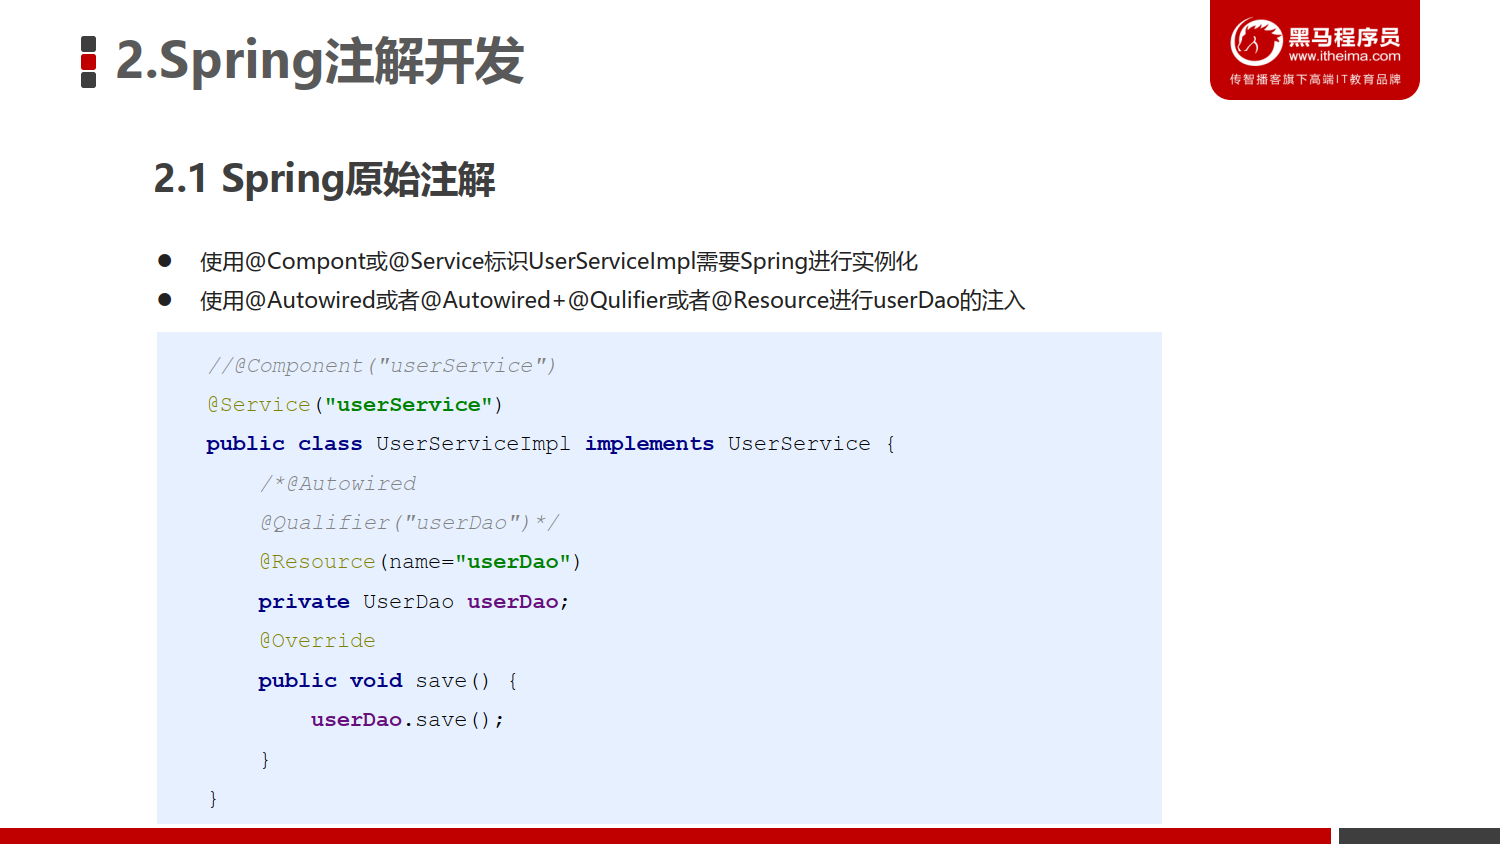 2.Spring注解开发
黑马程序员
www.itheima.com
传智播客旗下高端IT教育品牌
2.1 Spring原始注解
● 使用@Compont或@Service标识UserServiceImpl需要Spring进行实例化
● 使用@Autowired或者@Autowired+@Qulifier或者@Resource进行userDao的注入
//@Component("userService")
@Service("userService")
public class UserServiceImpl implements UserService {
    /*@Autowired
    @Qualifier("userDao")*/
    @Resource(name="userDao")
    private UserDao userDao;
    @Override
    public void save() {
        userDao.save();
    }
}